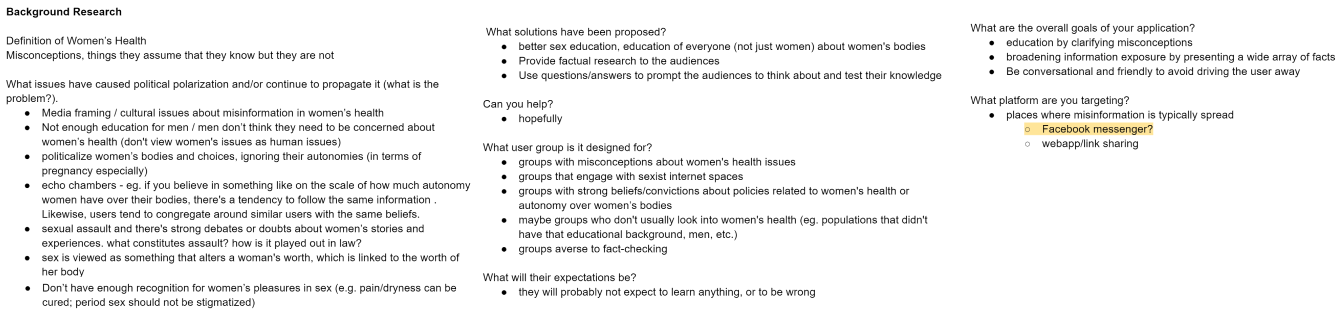 Background Research
Definition of Women's Health
Misconceptions, things they assume that they know but they are not
What issues have caused political polarization and/or continue to propagate it (what is the
problem?).
● Media framing / cultural issues about misinformation in women's health
● Not enough education for men / men don't think they need to be concerned about
women's health (don't view women's issues as human issues)
● politicalize women's bodies and choices, ignoring their autonomies (in terms of
pregnancy especially)
● echo chambers - eg. if you believe in something like on the scale of how much autonomy
women have over their bodies, there's a tendency to follow the same information .
Likewise, users tend to congregate around similar users with the same beliefs.
● sexual assault and there's strong debates or doubts about women's stories and
experiences. what constitutes assault? how is it played out in law?
● sex is viewed as something that alters a woman's worth, which is linked to the worth of
her body
● Don't have enough recognition for women's pleasures in sex (e.g. pain/dryness can be
cured; period sex should not be stigmatized)
What solutions have been proposed?
● better sex education, education of everyone (not just women) about women's bodies
● Provide factual research to the audiences
● Use questions/answers to prompt the audiences to think about and test their knowledge
Can you help?
● hopefully
What user group is it designed for?
● groups with misconceptions about women's health issues
● groups that engage with sexist internet spaces
● groups with strong beliefs/convictions about policies related to women's health or
autonomy over women's bodies
● maybe groups who don't usually look into women's health (eg. populations that didn't
have that educational background, men, etc.)
● groups averse to fact-checking
What will their expectations be?
● they will probably not expect to learn anything, or to be wrong
What are the overall goals of your application?
● education by clarifying misconceptions
● broadening information exposure by presenting a wide array of facts
● Be conversational and friendly to avoid driving the user away
What platform are you targeting?
● places where misinformation is typically spread
○ Facebook messenger?
○ webapp/link sharing